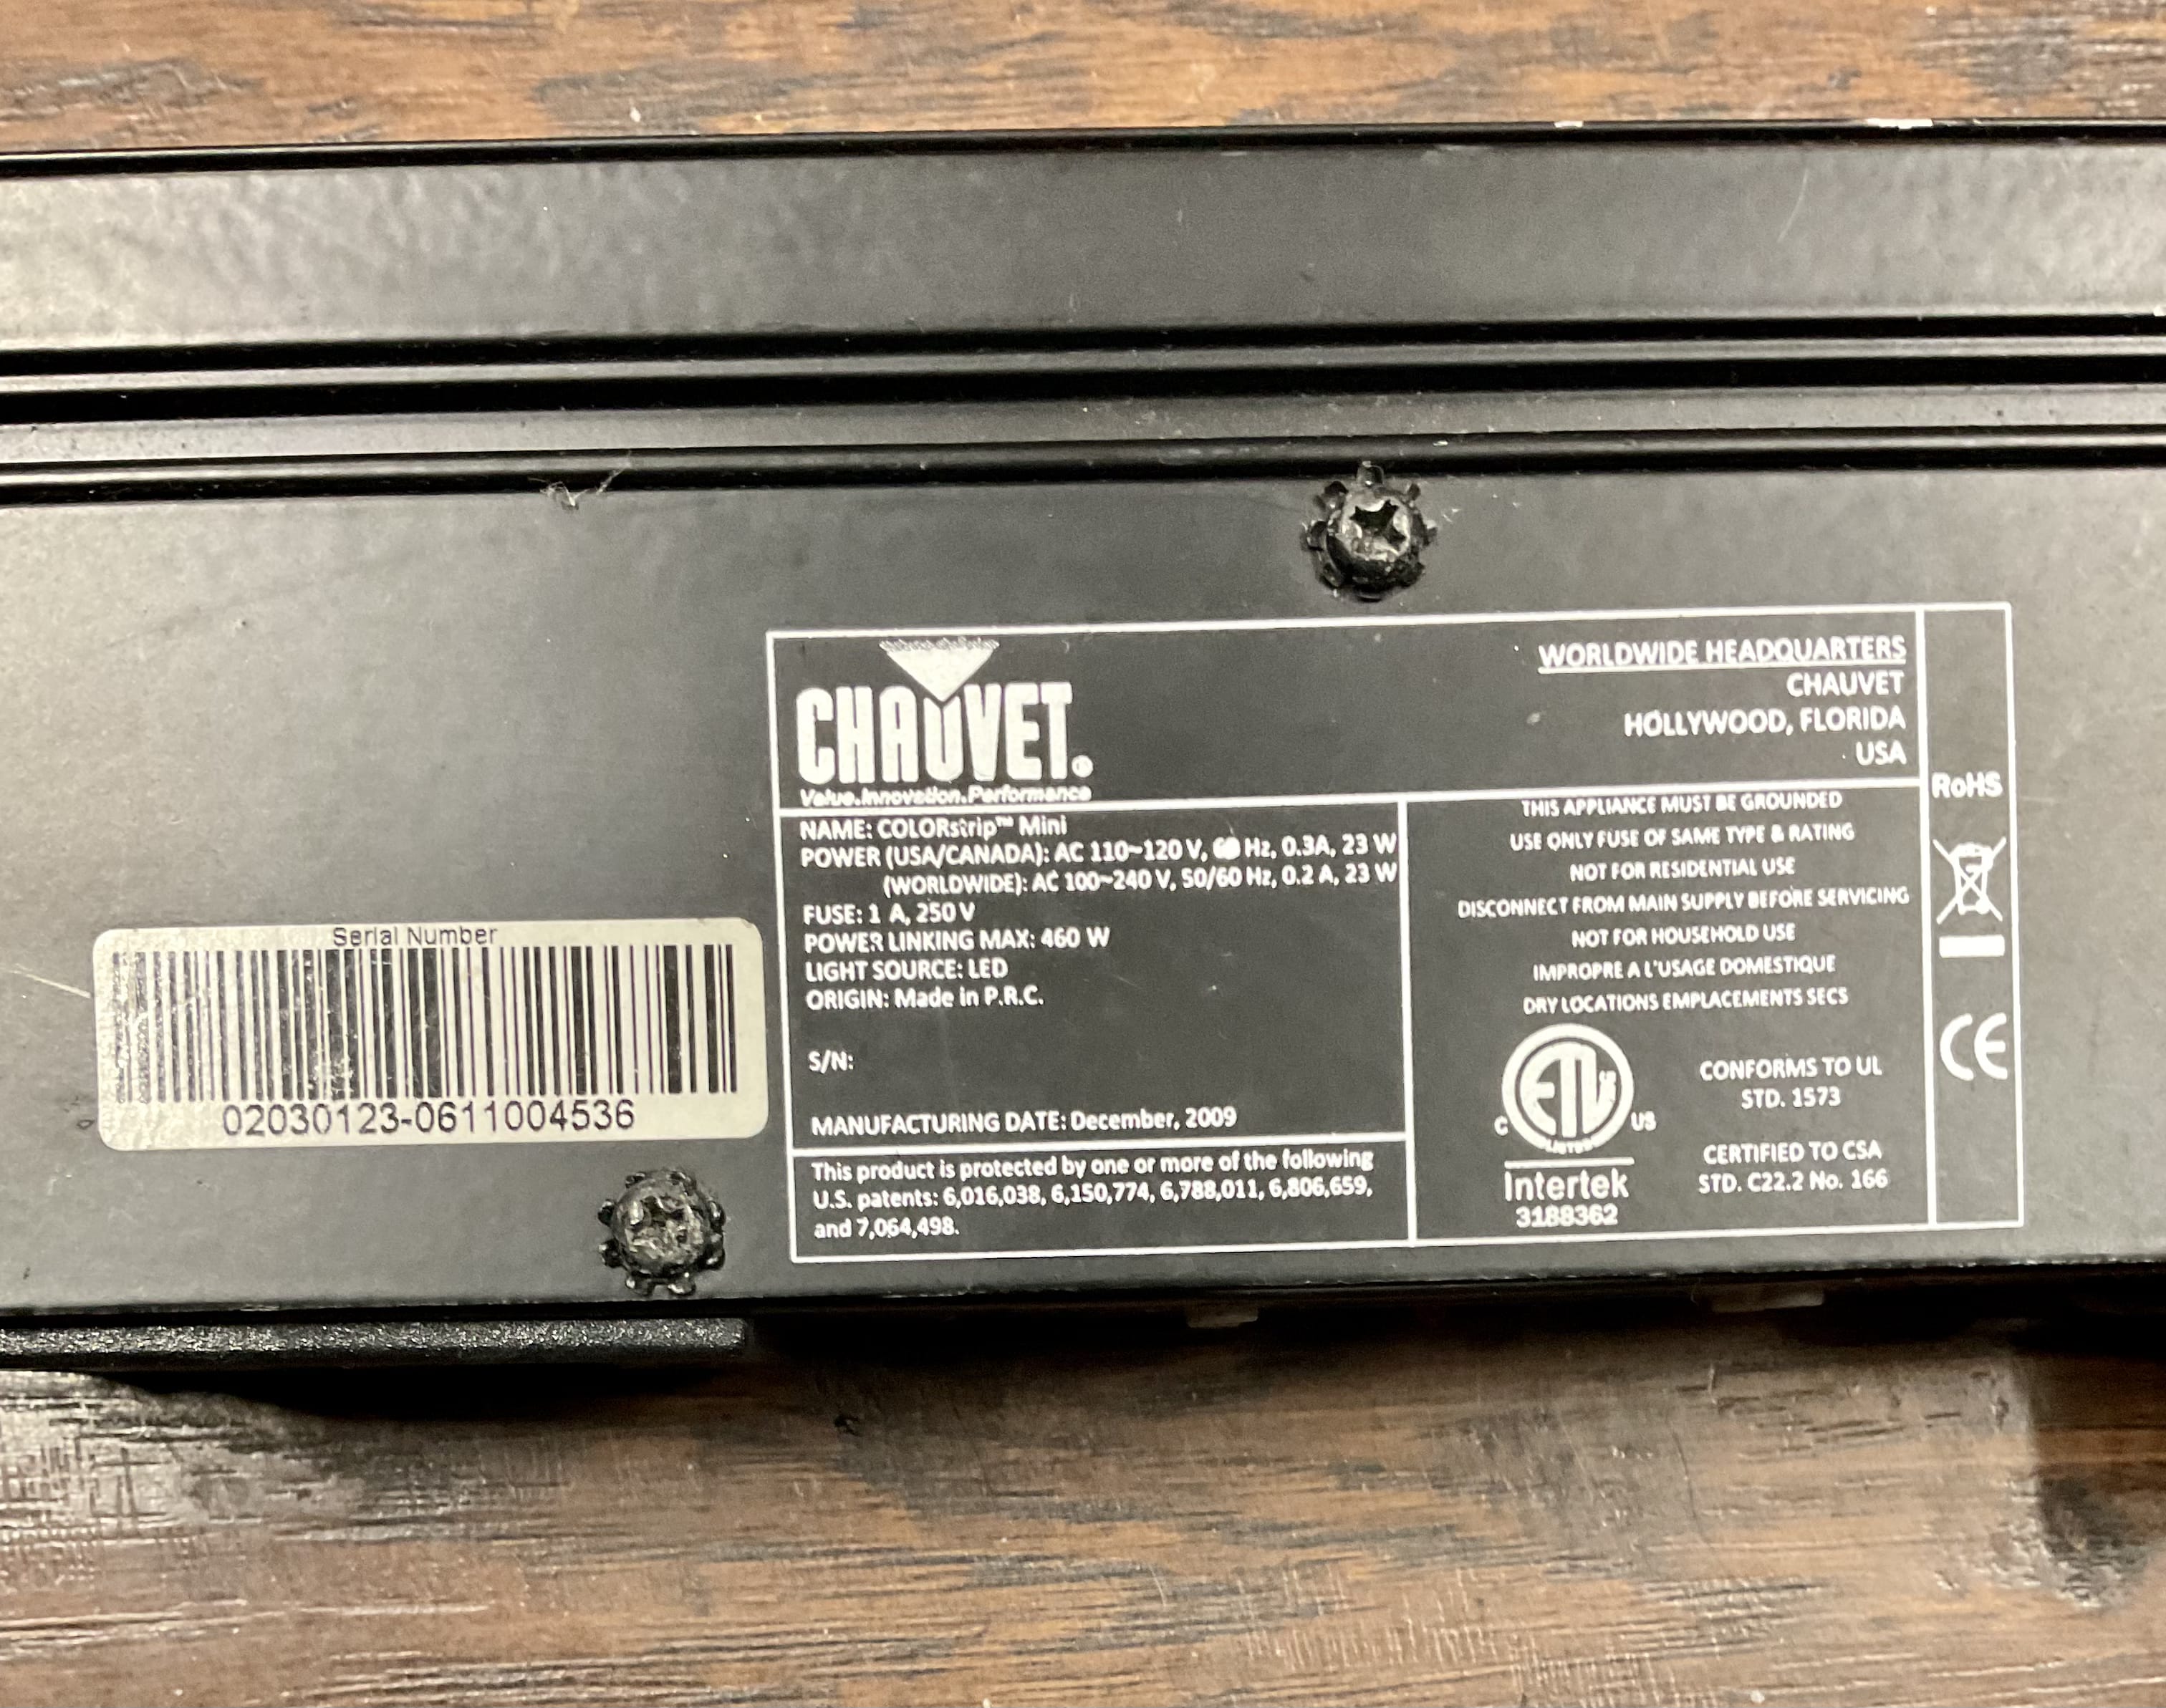 CHAUVET®
Value.Innovation.Performance
WORLDWIDE HEADQUARTERS
CHAUVET
HOLLYWOOD, FLORIDA
USA
NAME: COLORstrip™ Mini
POWER (USA/CANADA): AC 110~120 V, 60 Hz, 0.3A, 23 W
(WORLDWIDE): AC 100~240 V, 50/60 Hz, 0.2 A, 23 W
FUSE: 1 A, 250 V
POWER LINKING MAX: 460 W
LIGHT SOURCE: LED
ORIGIN: Made in P.R.C.
S/N:
MANUFACTURING DATE: December, 2009
This product is protected by one or more of the following
U.S. patents: 6,016,038, 6,150,774, 6,788,011, 6,806,659,
and 7,064,498.
THIS APPLIANCE MUST BE GROUNDED
USE ONLY FUSE OF SAME TYPE & RATING
NOT FOR RESIDENTIAL USE
DISCONNECT FROM MAIN SUPPLY BEFORE SERVICING
NOT FOR HOUSEHOLD USE
IMPROPRE A L'USAGE DOMESTIQUE
DRY LOCATIONS EMPLACEMENTS SECS
ETL
C US
LISTED
Intertek
3188362
CONFORMS TO UL
STD. 1573
CERTIFIED TO CSA
STD. C22.2 No. 166
RoHS
CE
Serial Number
02030123-0611004536